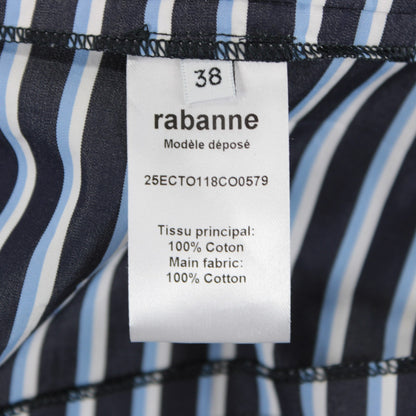 38
rabanne
Modèle déposé
25ECTO118CO0579
Tissu principal:
100% Coton
Main fabric:
100% Cotton